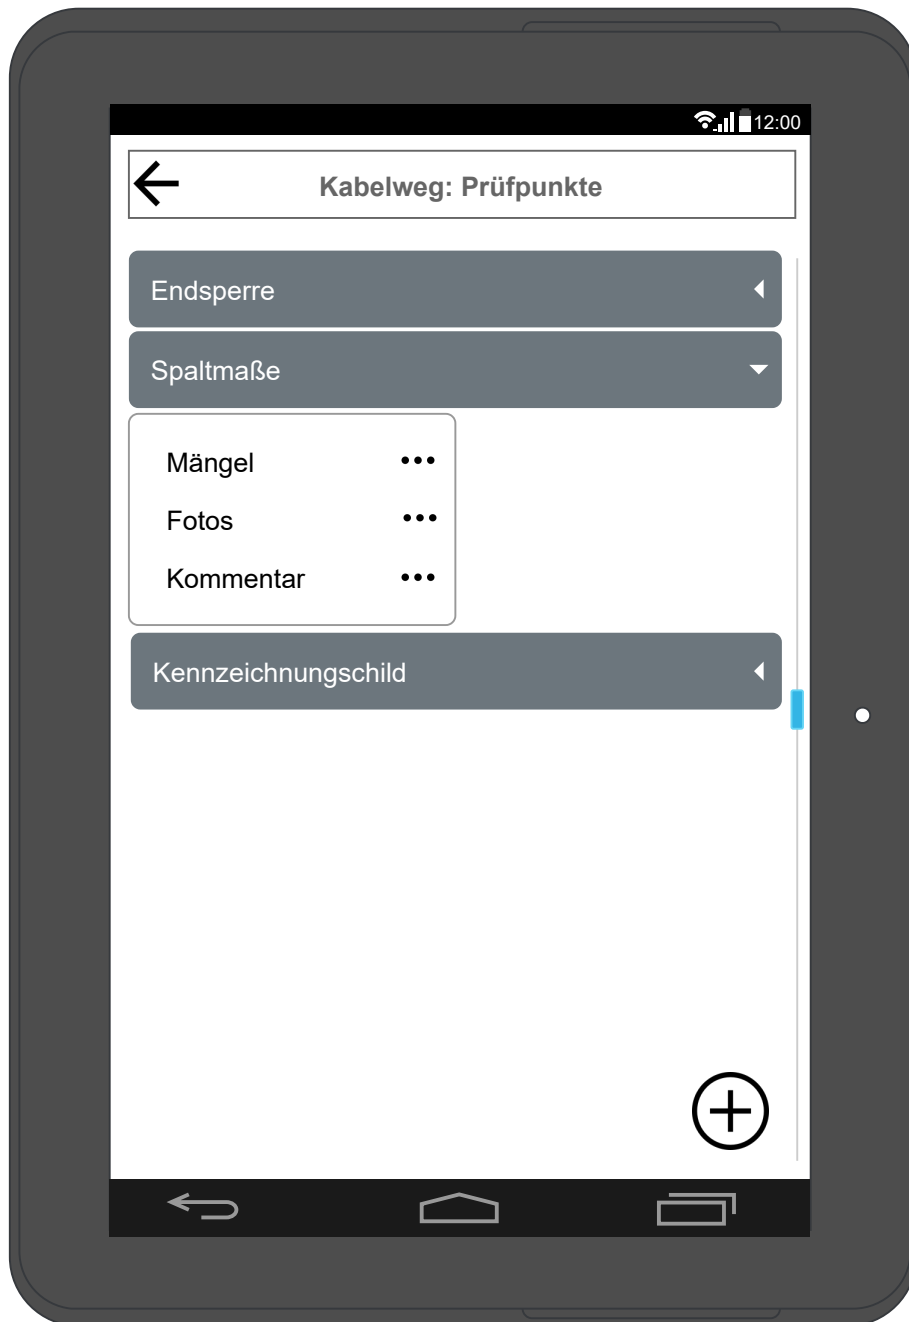 12:00
Kabelweg: Prüfpunkte
Endsperre
Spaltmaße
Mängel
Fotos
Kommentar
Kennzeichnungschild